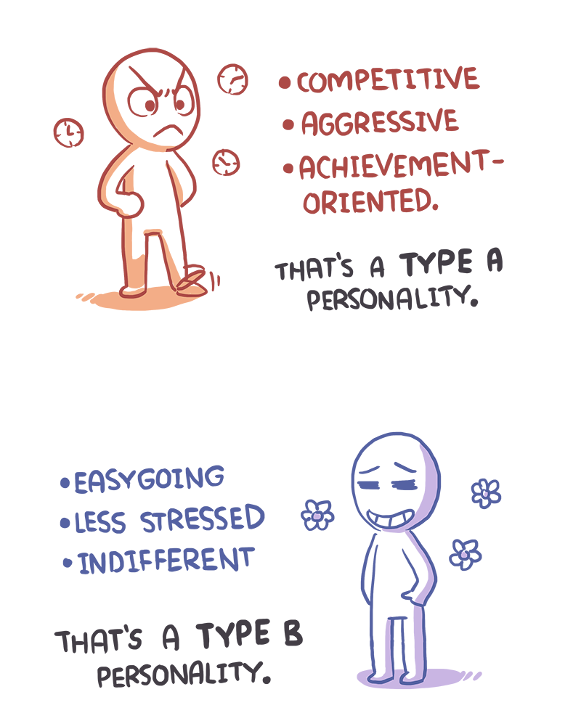 • COMPETITIVE
• AGGRESSIVE
• ACHIEVEMENT-
ORIENTED.
THAT'S A TYPE A
PERSONALITY.
• EASYGOING
• LESS STRESSED
• INDIFFERENT
THAT'S A TYPE B
PERSONALITY.